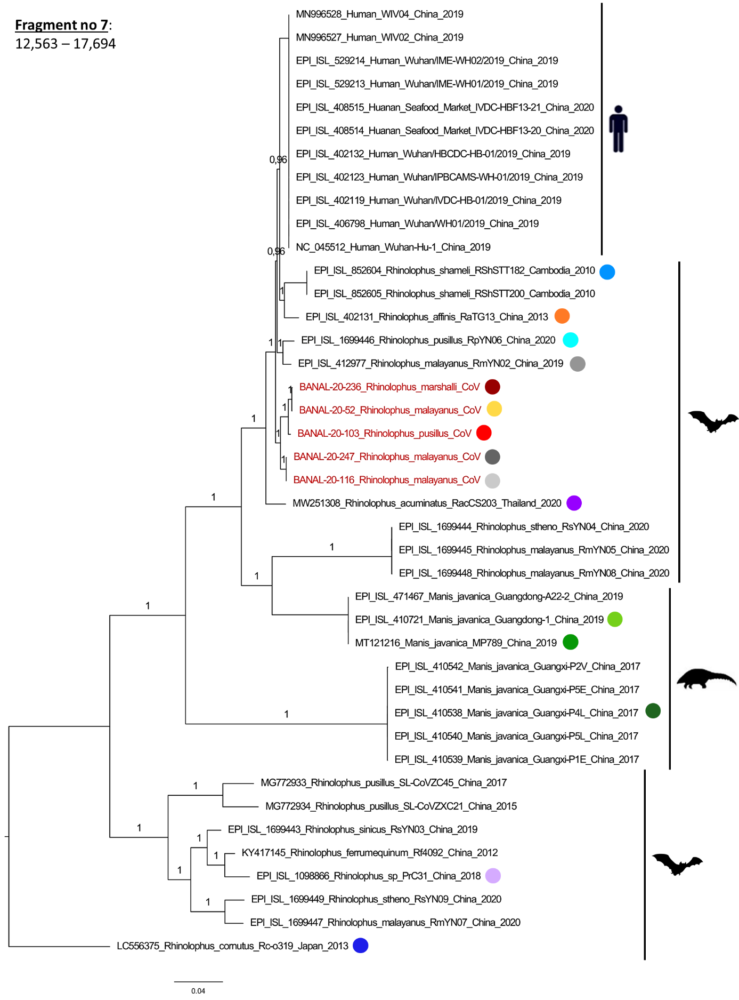 Fragment no 7:
12,563 – 17,694
MN996528_Human_WIV04_China_2019
MN996527_Human_WIV02_China_2019
EPI_ISL_529214_Human_Wuhan/IME-WH02/2019_China_2019
EPI_ISL_529213_Human_Wuhan/IME-WH01/2019_China_2019
EPI_ISL_408515_Huanan_Seafood_Market_IVDC-HBF13-21_China_2020
EPI_ISL_408514_Huanan_Seafood_Market_IVDC-HBF13-20_China_2020
EPI_ISL_402132_Human_Wuhan/HBCDC-HB-01/2019_China_2019
0,96
EPI_ISL_402123_Human_Wuhan/IPBCAMS-WH-01/2019_China_2019
EPI_ISL_402119_Human_Wuhan/IVDC-HB-01/2019_China_2019
EPI_ISL_406798_Human_Wuhan/WH01/2019_China_2019
NC_045512_Human_Wuhan-Hu-1_China_2019
0,96
EPI_ISL_852604_Rhinolophus_shameli_RShSTT182_Cambodia_2010
1
EPI_ISL_852605_Rhinolophus_shameli_RShSTT200_Cambodia_2010
EPI_ISL_402131_Rhinolophus_affinis_RaTG13_China_2013
1
1
EPI_ISL_1699446_Rhinolophus_pusillus_RpYN06_China_2020
EPI_ISL_412977_Rhinolophus_malayanus_RmYN02_China_2019
1
BANAL-20-236_Rhinolophus_marshalli_CoV
1
BANAL-20-52_Rhinolophus_malayanus_CoV
1
1
BANAL-20-103_Rhinolophus_pusillus_CoV
1
BANAL-20-247_Rhinolophus_malayanus_CoV
BANAL-20-116_Rhinolophus_malayanus_CoV
1
MW251308_Rhinolophus_acuminatus_RacCS203_Thailand_2020
EPI_ISL_1699444_Rhinolophus_stheno_RsYN04_China_2020
1
EPI_ISL_1699445_Rhinolophus_malayanus_RmYN05_China_2020
1
EPI_ISL_1699448_Rhinolophus_malayanus_RmYN08_China_2020
EPI_ISL_471467_Manis_javanica_Guangdong-A22-2_China_2019
1
EPI_ISL_410721_Manis_javanica_Guangdong-1_China_2019
MT121216_Manis_javanica_MP789_China_2019
EPI_ISL_410542_Manis_javanica_Guangxi-P2V_China_2017
EPI_ISL_410541_Manis_javanica_Guangxi-P5E_China_2017
1
EPI_ISL_410538_Manis_javanica_Guangxi-P4L_China_2017
EPI_ISL_410540_Manis_javanica_Guangxi-P5L_China_2017
EPI_ISL_410539_Manis_javanica_Guangxi-P1E_China_2017
1
MG772933_Rhinolophus_pusillus_SL-CoVZC45_China_2017
MG772934_Rhinolophus_pusillus_SL-CoVZXC21_China_2015
1
EPI_ISL_1699443_Rhinolophus_sinicus_RsYN03_China_2019
1
1
KY417145_Rhinolophus_ferrumequinum_Rf4092_China_2012
1
EPI_ISL_1098866_Rhinolophus_sp_PrC31_China_2018
1
EPI_ISL_1699449_Rhinolophus_stheno_RsYN09_China_2020
EPI_ISL_1699447_Rhinolophus_malayanus_RmYN07_China_2020
LC556375_Rhinolophus_cornutus_Rc-o319_Japan_2013
0.04